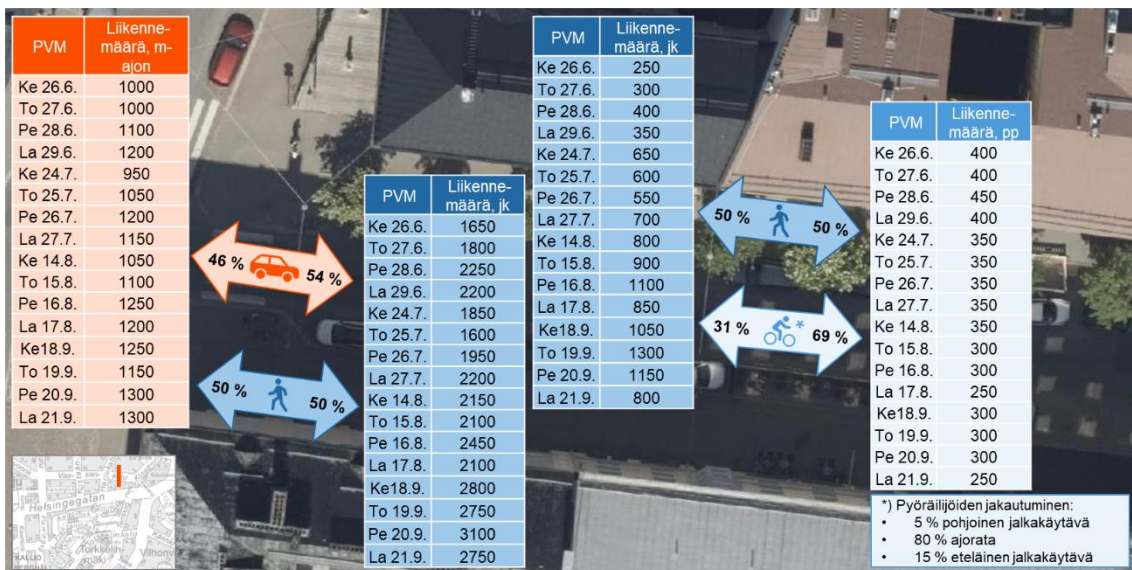 PVM Liikenne-
määrä, m-
ajon
Ke 26.6. 1000
To 27.6. 1000
Pe 28.6. 1100
La 29.6. 1200
Ke 24.7. 950
To 25.7. 1050
Pe 26.7. 1200
La 27.7. 1150
Ke 14.8. 1050
To 15.8. 1100
Pe 16.8. 1250
La 17.8. 1200
Ke18.9. 1250
To 19.9. 1150
Pe 20.9. 1300
La 21.9. 1300
46 % 54 %
50 % 50 %
PVM Liikenne-
määrä, jk
Ke 26.6. 1650
To 27.6. 1800
Pe 28.6. 2250
La 29.6. 2200
Ke 24.7. 1850
To 25.7. 1600
Pe 26.7. 1950
La 27.7. 2200
Ke 14.8. 2150
To 15.8. 2100
Pe 16.8. 2450
La 17.8. 2100
Ke18.9. 2800
To 19.9. 2750
Pe 20.9. 3100
La 21.9. 2750
PVM Liikenne-
määrä, jk
Ke 26.6. 250
To 27.6. 300
Pe 28.6. 400
La 29.6. 350
Ke 24.7. 650
To 25.7. 600
Pe 26.7. 550
La 27.7. 700
Ke 14.8. 800
To 15.8. 900
Pe 16.8. 1100
La 17.8. 850
Ke18.9. 1050
To 19.9. 1300
Pe 20.9. 1150
La 21.9. 800
50 % 50 %
31 % * 69 %
PVM Liikenne-
määrä, pp
Ke 26.6. 400
To 27.6. 400
Pe 28.6. 450
La 29.6. 400
Ke 24.7. 350
To 25.7. 350
Pe 26.7. 350
La 27.7. 350
Ke 14.8. 350
To 15.8. 300
Pe 16.8. 300
La 17.8. 250
Ke18.9. 300
To 19.9. 300
Pe 20.9. 300
La 21.9. 250
*) Pyöräilijöiden jakautuminen:
• 5 % pohjoinen jalkakäytävä
• 80 % ajorata
• 15 % eteläinen jalkakäytävä
Helsingegatan
Torkkelin-
mäki
Vilhonv
KALLIO